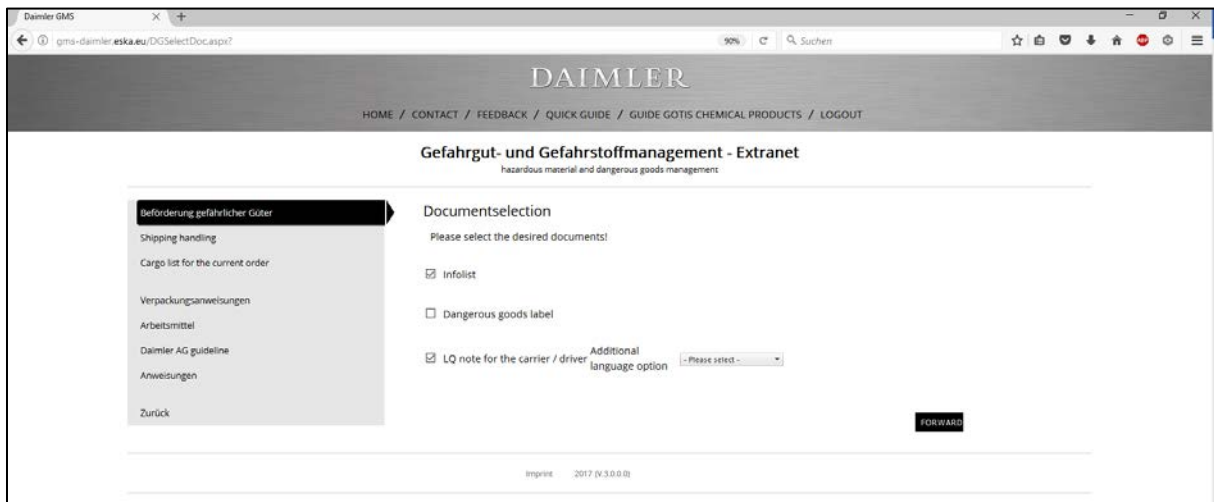 Daimler GMS
gms-daimler.eska.eu/DGSelectDoc.aspx?
90%
Suchen
DAIMLER
HOME / CONTACT / FEEDBACK / QUICK GUIDE / GUIDE GOTIS CHEMICAL PRODUCTS / LOGOUT
Gefahrgut- und Gefahrstoffmanagement - Extranet
hazardous material and dangerous goods management
Beförderung gefährlicher Güter
Shipping handling
Cargo list for the current order
Verpackungsanweisungen
Arbeitsmittel
Daimler AG guideline
Anweisungen
Zurück
Documentselection
Please select the desired documents!
Infolist
Dangerous goods label
LQ note for the carrier / driver
Additional
language option
- Please select -
FORWARD
Imprint 2017 (V.3.0.0.0)